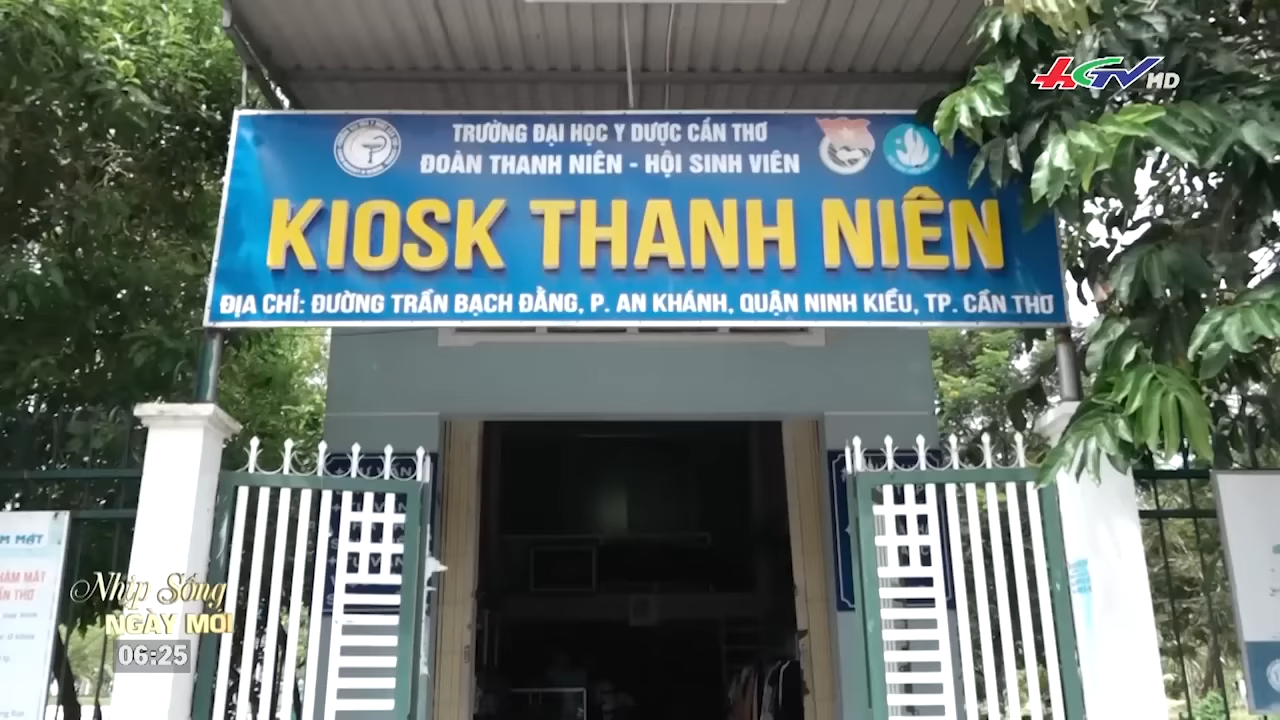 HGTV MD
TRƯỜNG ĐẠI HỌC Y DƯỢC CẦN THƠ
ĐOÀN THANH NIÊN - HỘI SINH VIÊN
KIOSK THANH NIÊN
ĐỊA CHỈ: ĐƯỜNG TRẦN BẠCH ĐẰNG, P. AN KHÁNH, QUẬN NINH KIỀU, TP. CẦN THƠ
Nhịp Sống
NGÀY MỚI
06:25